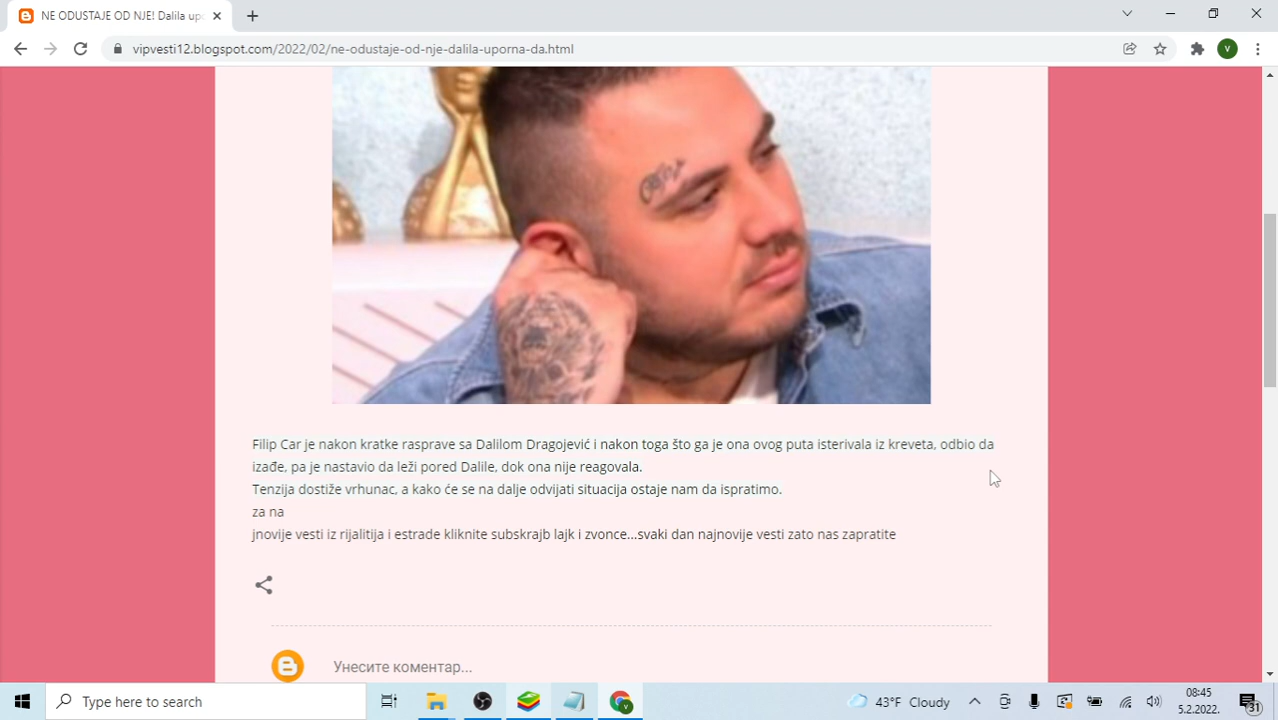 NE ODUSTAJE OD NJE! Dalila upo
vipvesti12.blogspot.com/2022/02/ne-odustaje-od-nje-dalila-uporna-da.html
V
Filip Car je nakon kratke rasprave sa Dalilom Dragojević i nakon toga što ga je ona ovog puta isterivala iz kreveta, odbio da
izađe, pa je nastavio da leži pored Dalile, dok ona nije reagovala.
Tenzija dostiže vrhunac, a kako će se na dalje odvijati situacija ostaje nam da ispratimo.
za na
jnovije vesti iz rijalitija i estrade kliknite subskrajb lajk i zvonce...svaki dan najnovije vesti zato nas zapratite
Унесите коментар...
Type here to search
43°F Cloudy
08:45
5.2.2022.
31